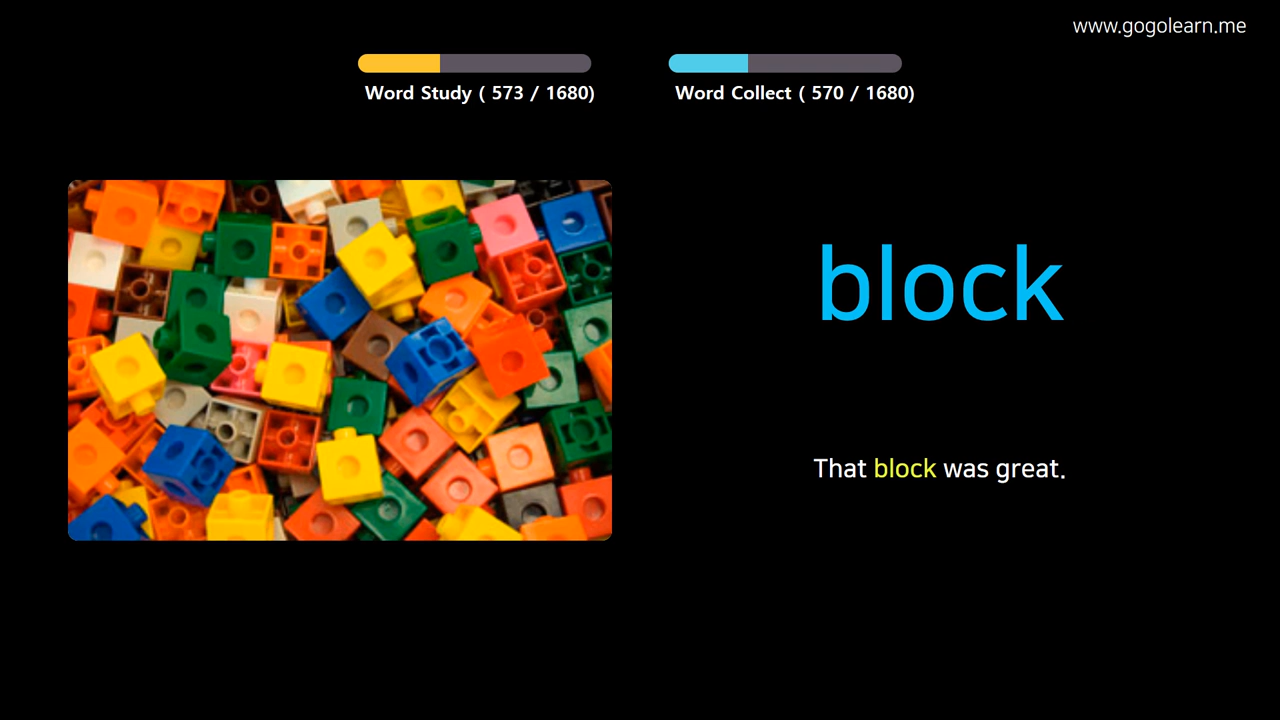 www.gogolearn.me
Word Study ( 573 / 1680)
Word Collect ( 570 / 1680)
block
That block was great.